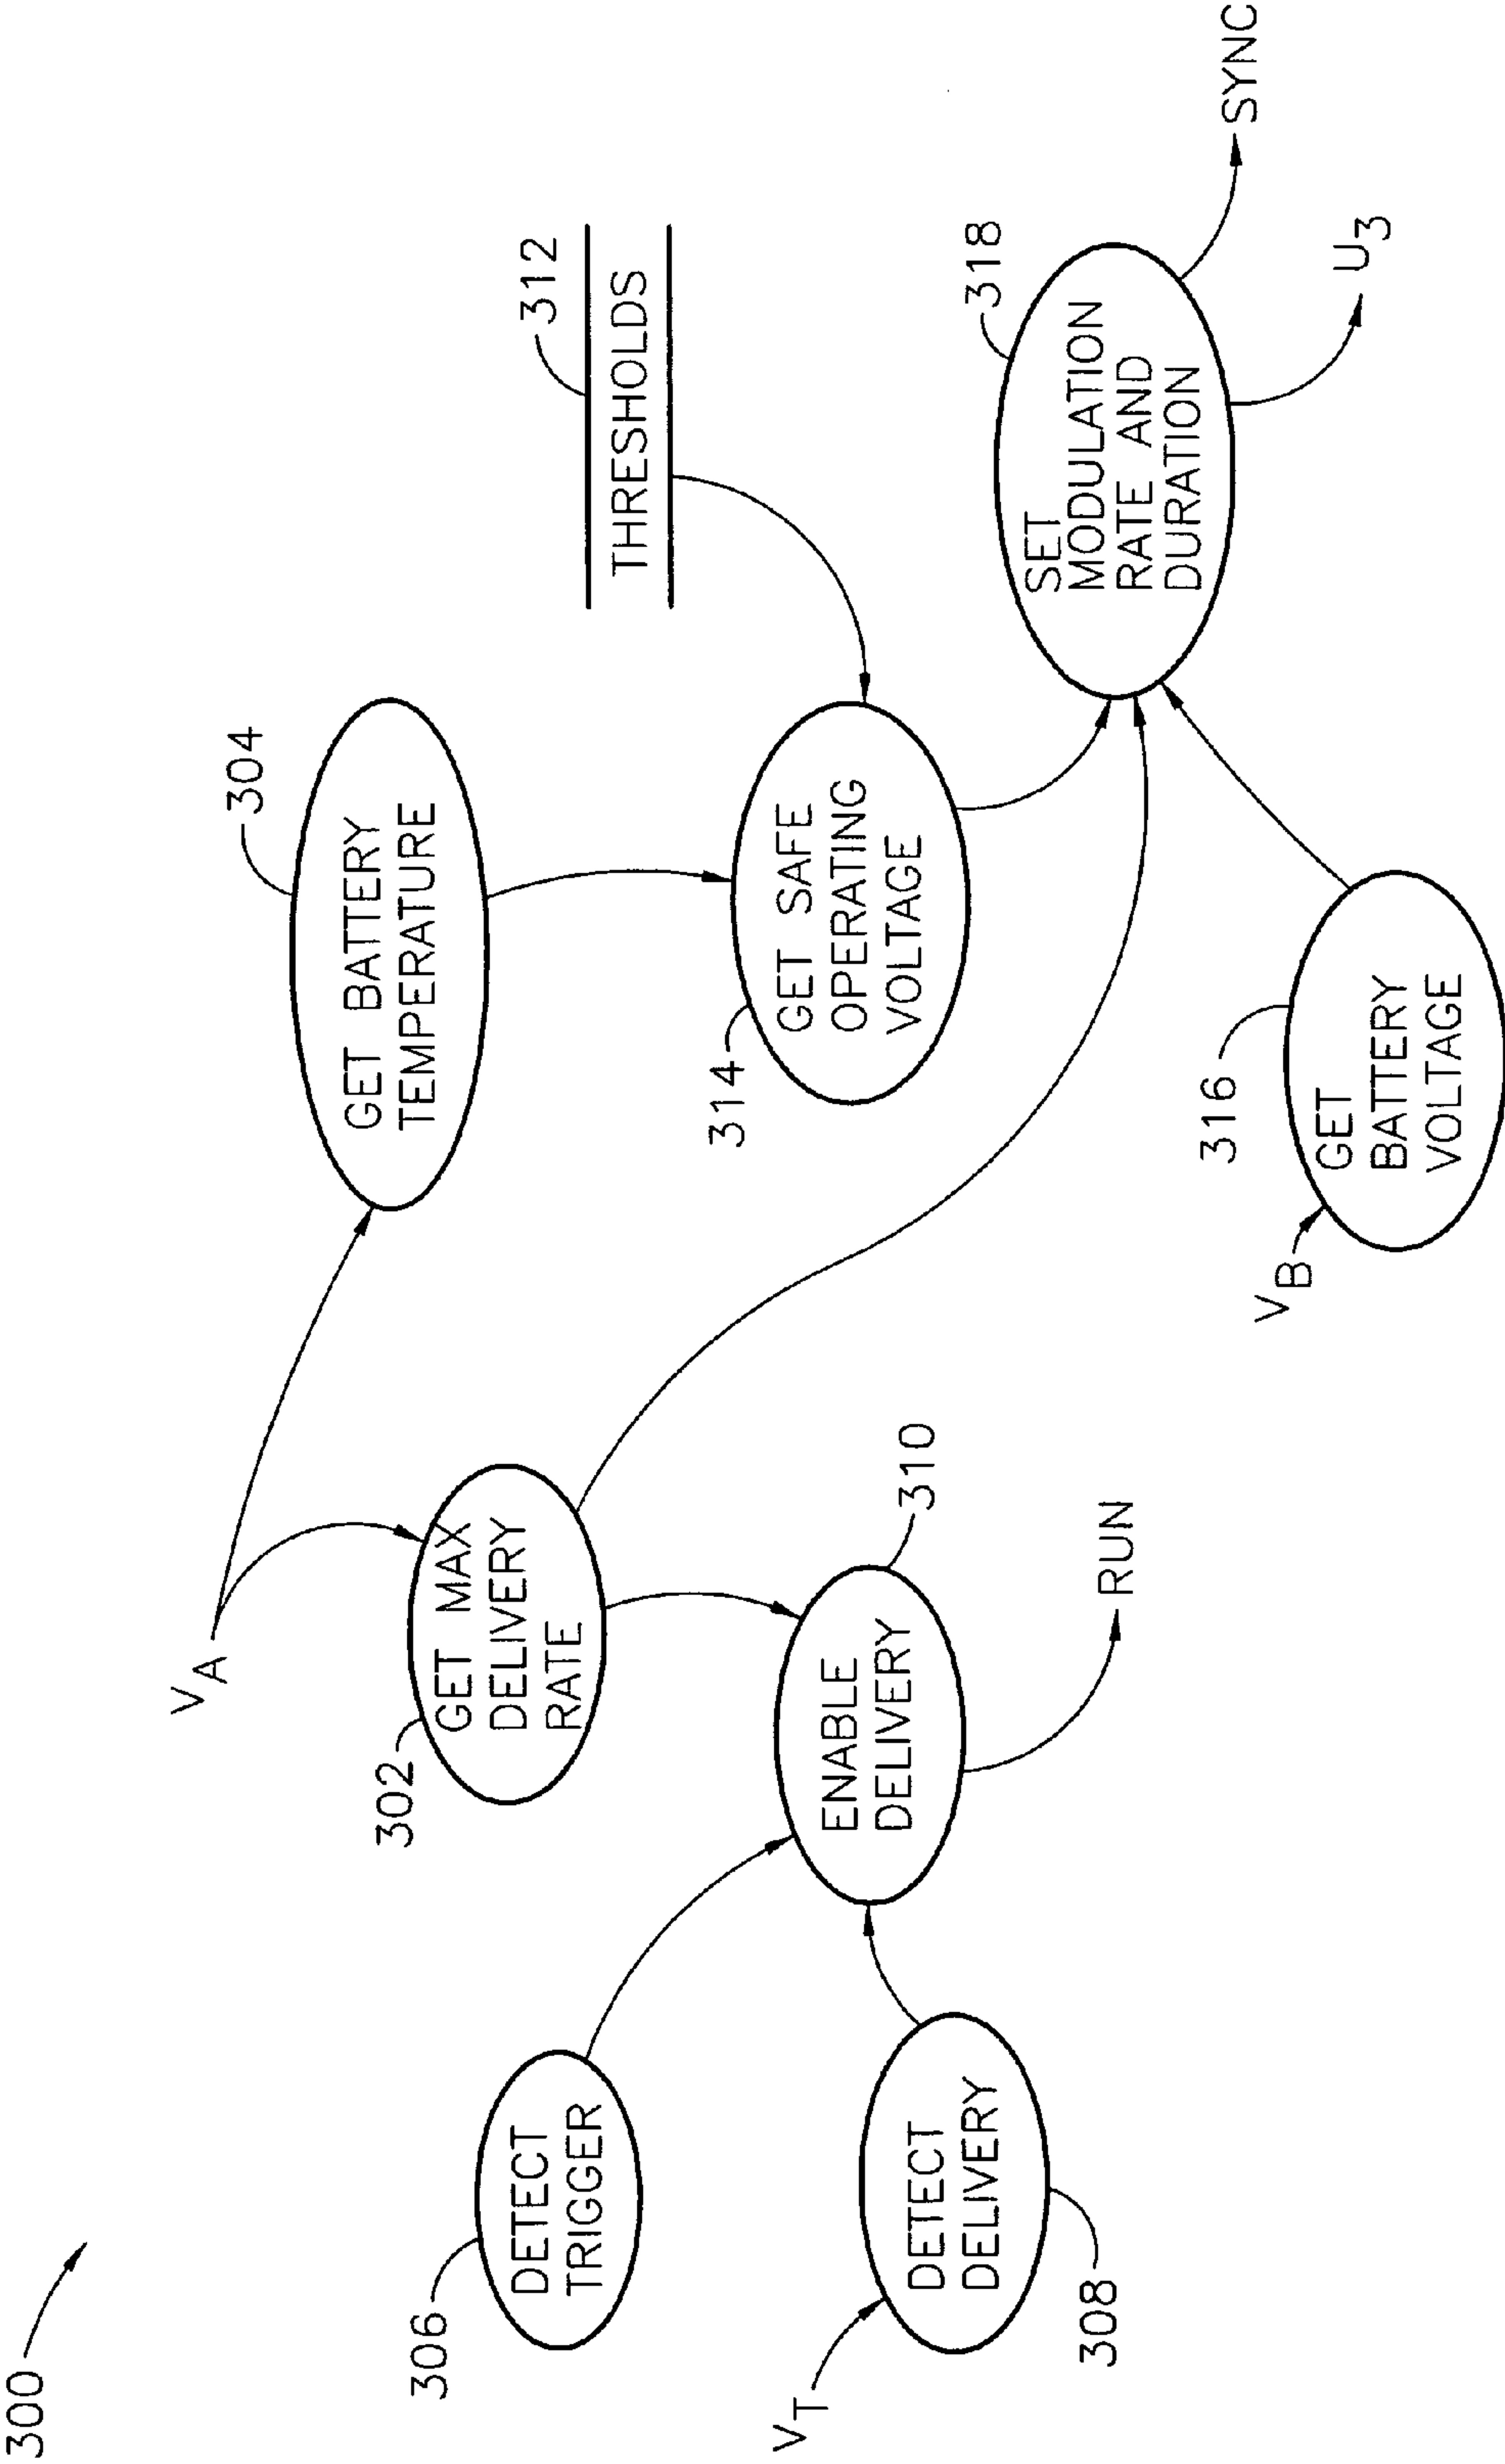 300
V_A
304
GET BATTERY
TEMPERATURE
302
GET MAX
DELIVERY
RATE
312
THRESHOLDS
306
DETECT
TRIGGER
314
GET SAFE
OPERATING
VOLTAGE
310
ENABLE
DELIVERY
V_T
DETECT
DELIVERY
308
RUN
318
SET
MODULATION
RATE AND
DURATION
SYNC
U_3
316
V_B
GET
BATTERY
VOLTAGE